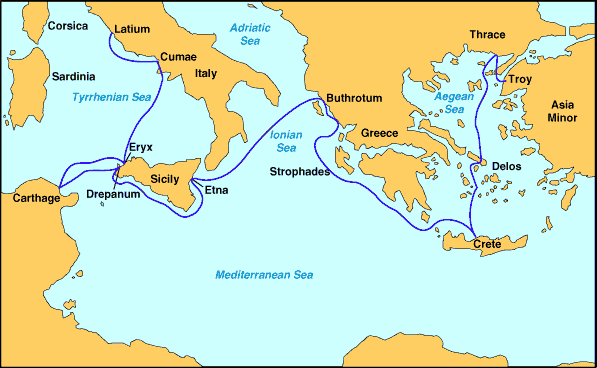 Corsica
Latium
Adriatic
Sea
Thrace
Cumae
Italy
Sardinia
Troy
Tyrrhenian Sea
Buthrotum
Aegean
Sea
Asia
Minor
Ionian
Sea
Greece
Eryx
Strophades
Delos
Sicily
Etna
Drepanum
Carthage
Crete
Mediterranean Sea